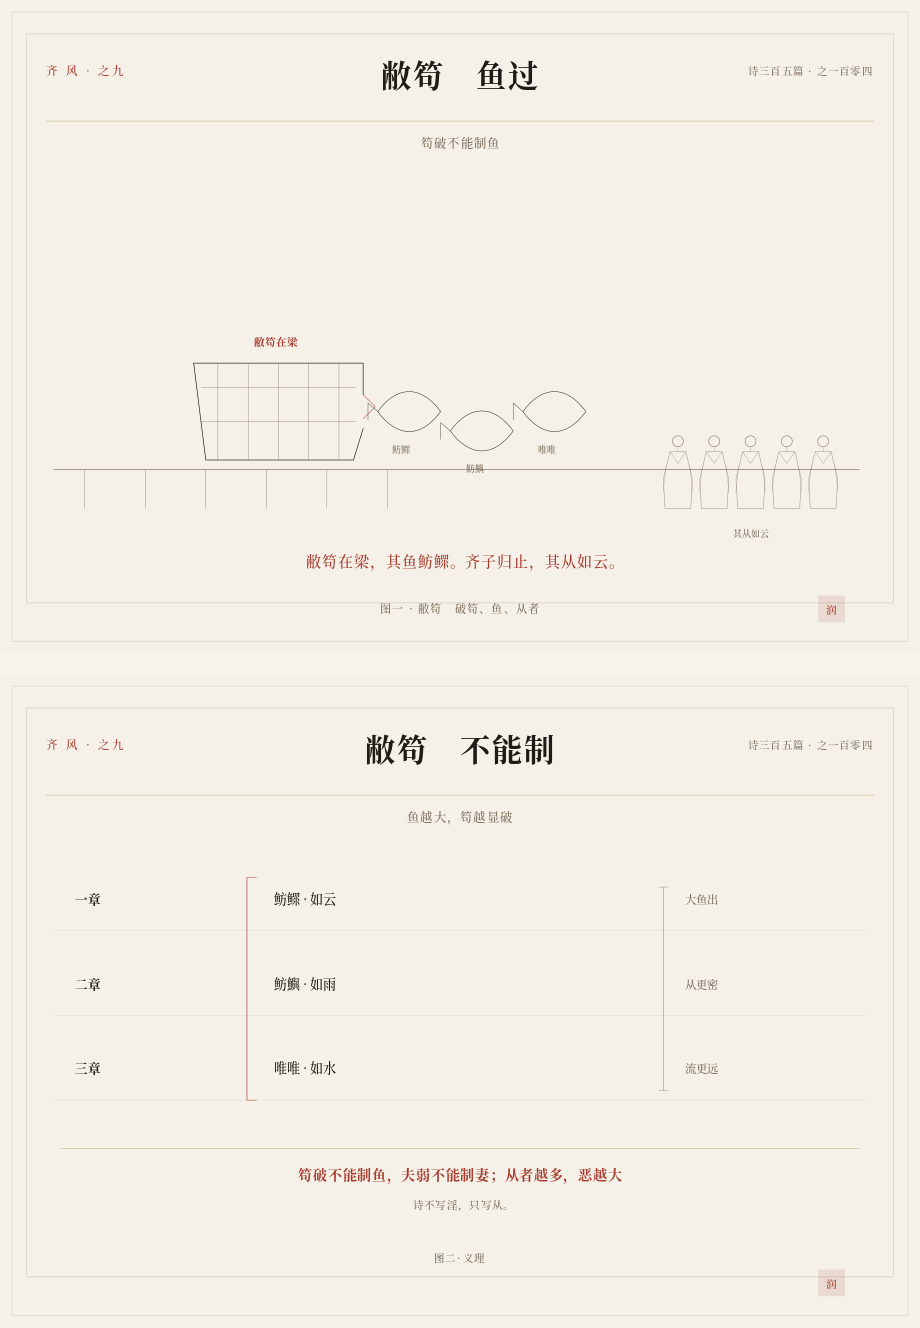 齐 风 · 之九
敝笱　鱼过
诗三百五篇 · 之一百零四
笱破不能制鱼
敝笱在梁
鲂鳏
鲂鱮
唯唯
其从如云
敝笱在梁，其鱼鲂鳏。齐子归止，其从如云。
图一 · 敝笱　破笱、鱼、从者
润
齐 风 · 之九
敝笱　不能制
诗三百五篇 · 之一百零四
鱼越大，笱越显破
一章
鲂鳏 · 如云
大鱼出
二章
鲂鱮 · 如雨
从更密
三章
唯唯 · 如水
流更远
笱破不能制鱼，夫弱不能制妻；从者越多，恶越大
诗不写淫，只写从。
图二 · 义理
润